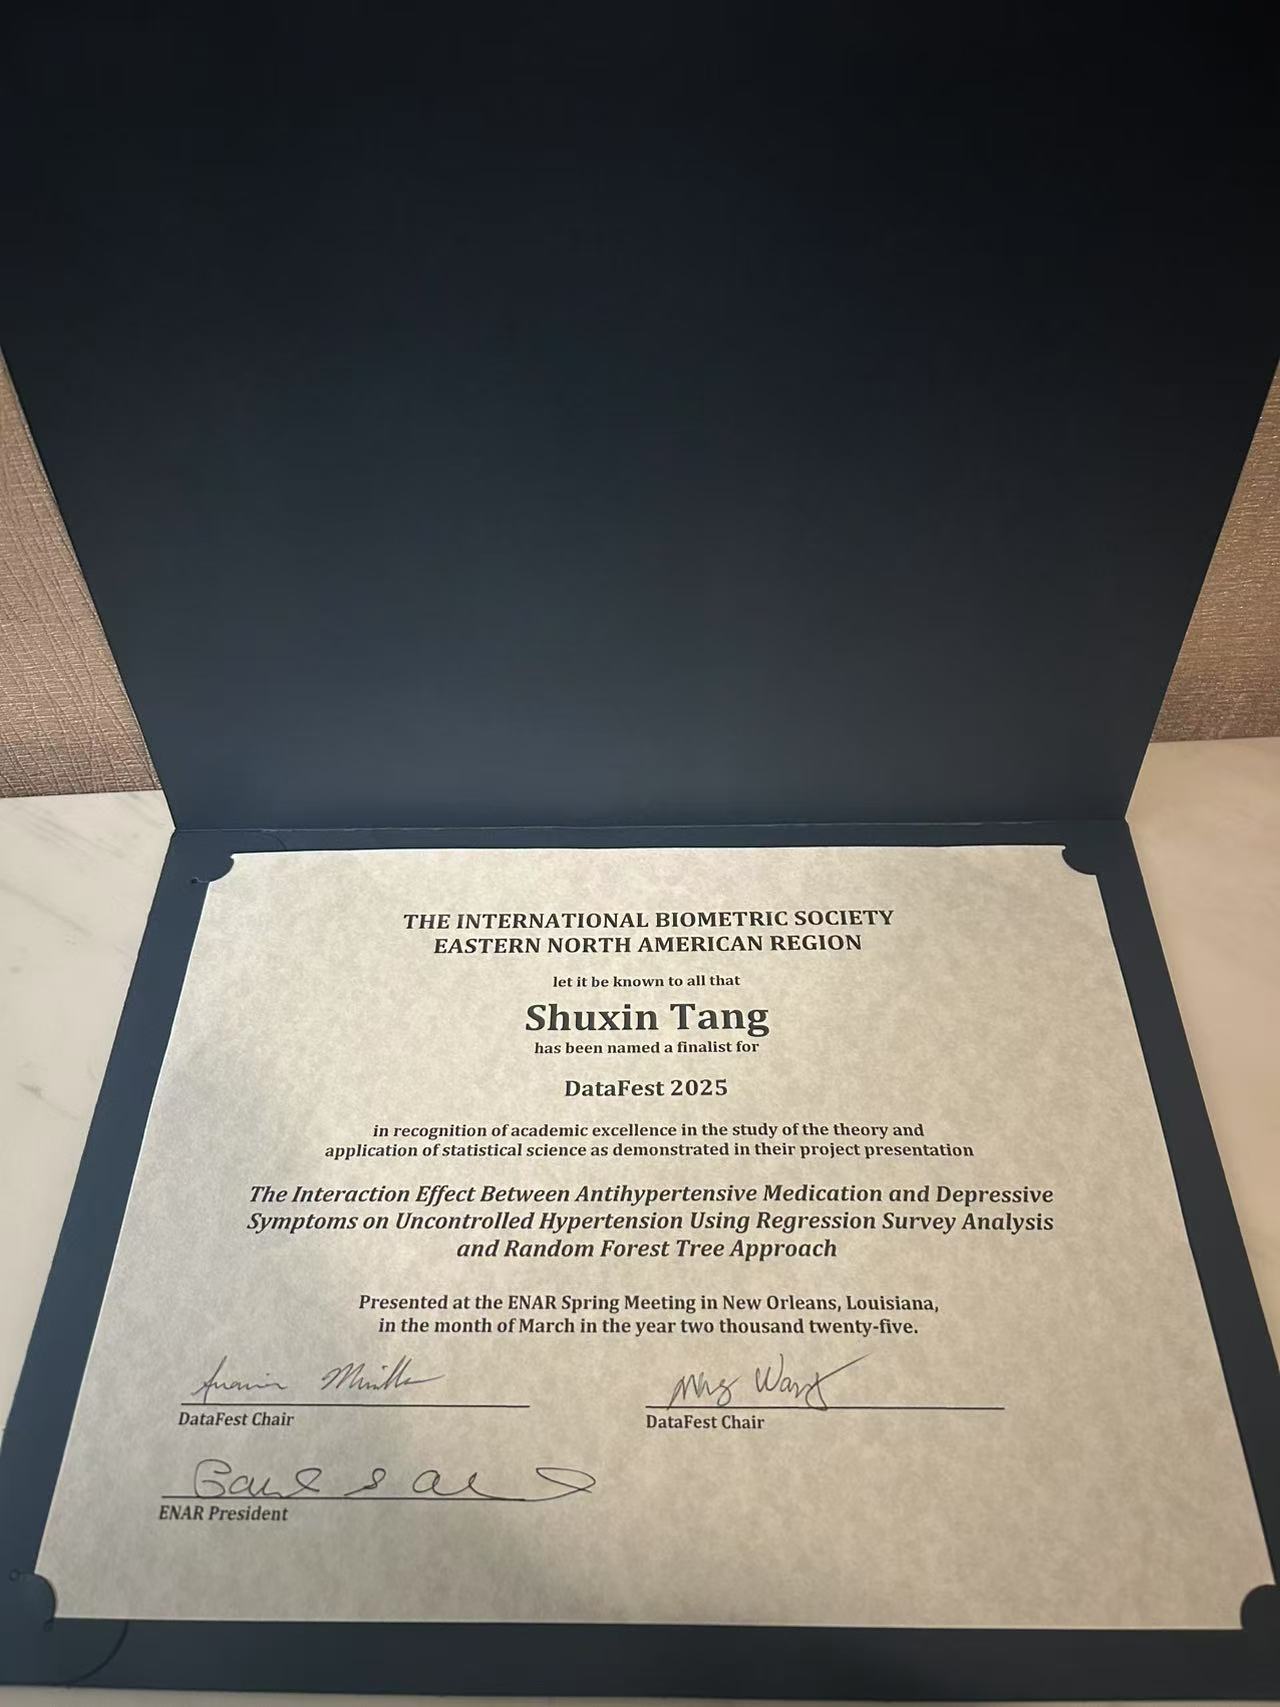 THE INTERNATIONAL BIOMETRIC SOCIETY
EASTERN NORTH AMERICAN REGION
let it be known to all that
Shuxin Tang
has been named a finalist for
DataFest 2025
in recognition of academic excellence in the study of the theory and
application of statistical science as demonstrated in their project presentation
The Interaction Effect Between Antihypertensive Medication and Depressive
Symptoms on Uncontrolled Hypertension Using Regression Survey Analysis
and Random Forest Tree Approach
Presented at the ENAR Spring Meeting in New Orleans, Louisiana,
in the month of March in the year two thousand twenty-five.
DataFest Chair
DataFest Chair
ENAR President